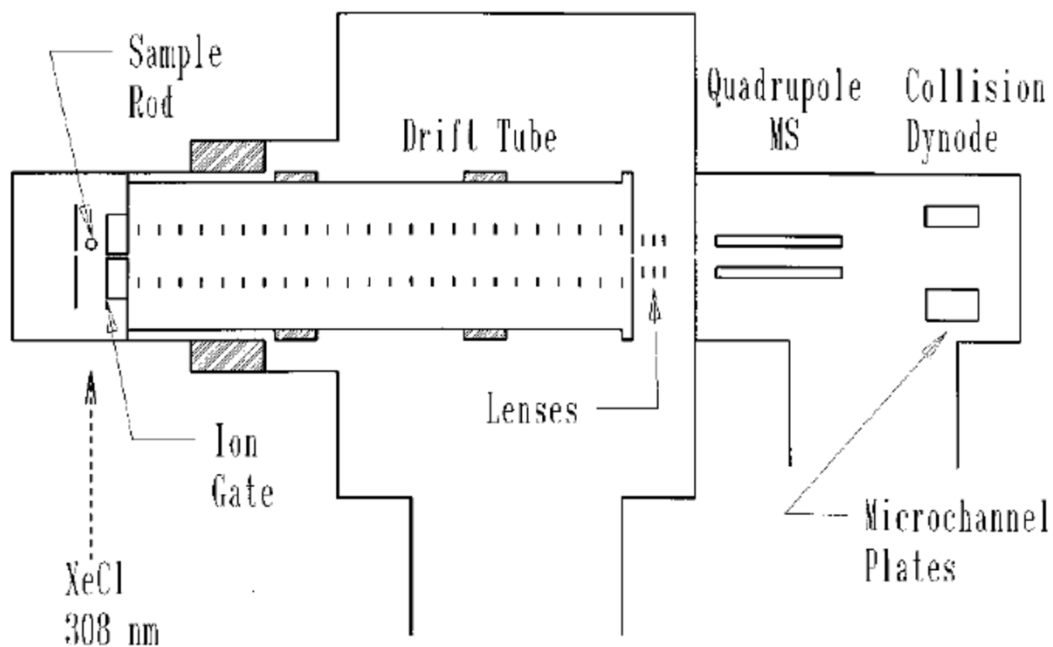 Sample
Rod
Drift Tube
Quadrupole
MS
Collision
Dynode
Lenses
Ion
Gate
XeCl
308 nm
Microchannel
Plates